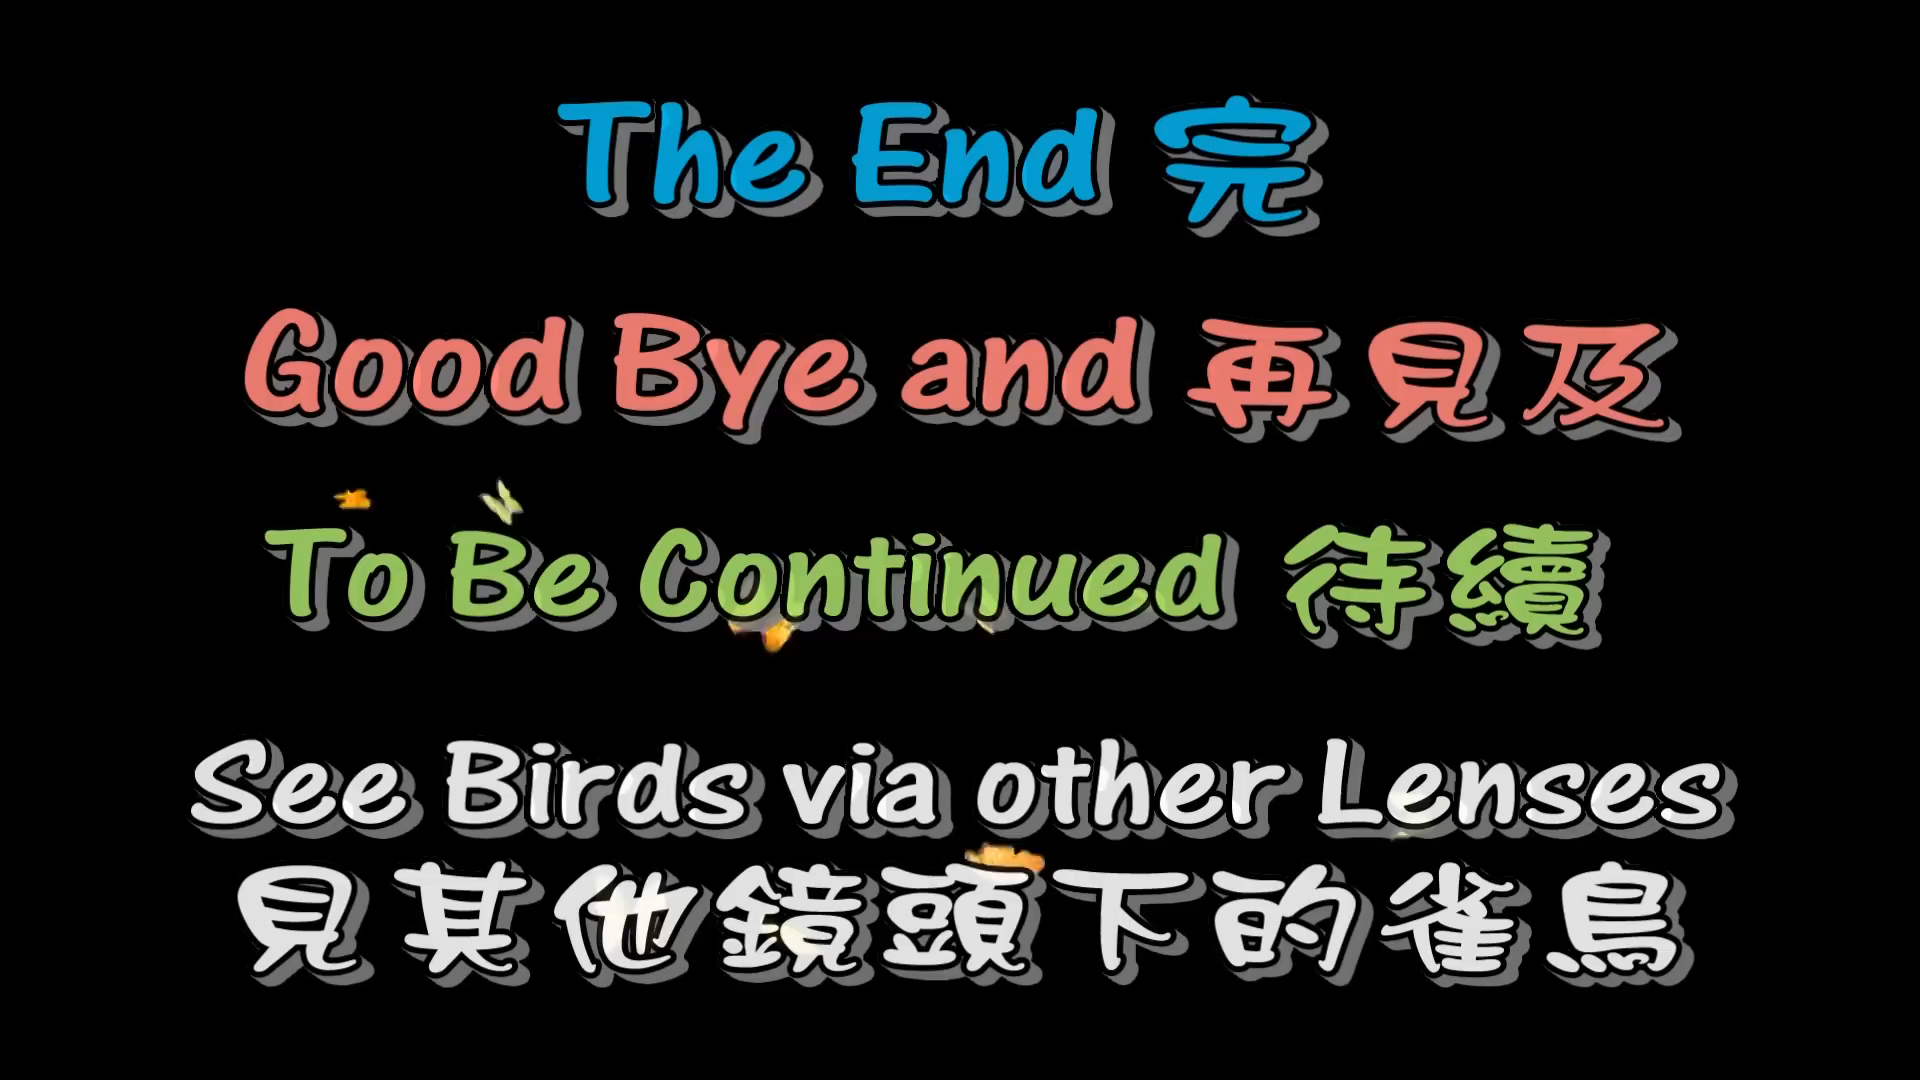 The End 完
Good Bye and 再見及
To Be Continued 待續
See Birds via other Lenses
見其他鏡頭下的雀鳥